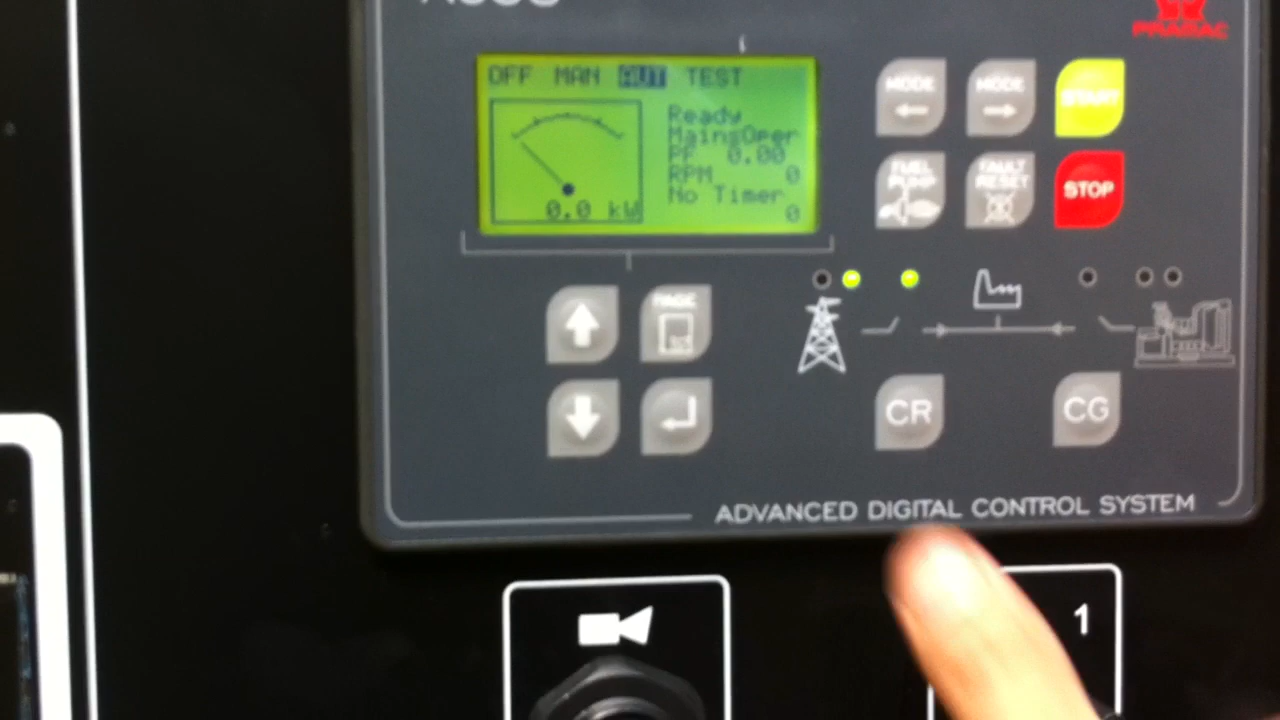 PRAMAC
OFF MAN AUT TEST
Ready
MainsOper
PF 0.00
RPM 0
No Timer
0
0.0 kW
MODE
MODE
START
FUEL PUMP
FAULT RESET
STOP
PAGE
CR
CG
ADVANCED DIGITAL CONTROL SYSTEM
1